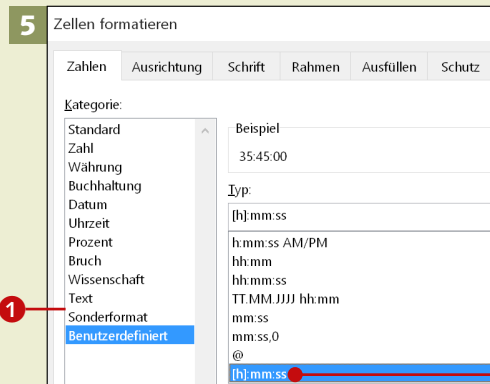 5
Zellen formatieren
Zahlen Ausrichtung Schrift Rahmen Ausfüllen Schutz
Kategorie:
Standard
Zahl
Währung
Buchhaltung
Datum
Uhrzeit
Prozent
Bruch
Wissenschaft
Text
Sonderformat
Benutzerdefiniert
1
Beispiel
35:45:00
Typ:
[h]:mm:ss
h:mm:ss AM/PM
hh:mm
hh:mm:ss
TT.MM.JJJJ hh:mm
mm:ss
mm:ss,0
@
[h]:mm:ss